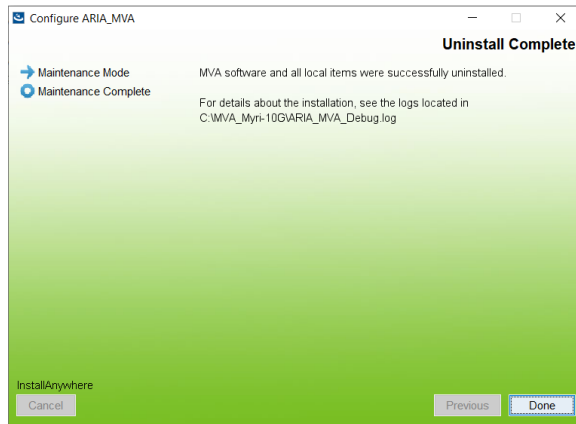 Configure ARIA_MVA
Uninstall Complete
Maintenance Mode
Maintenance Complete
MVA software and all local items were successfully uninstalled.
For details about the installation, see the logs located in
C:\MVA_Myri-10G\ARIA_MVA_Debug.log
InstallAnywhere
Cancel
Previous
Done